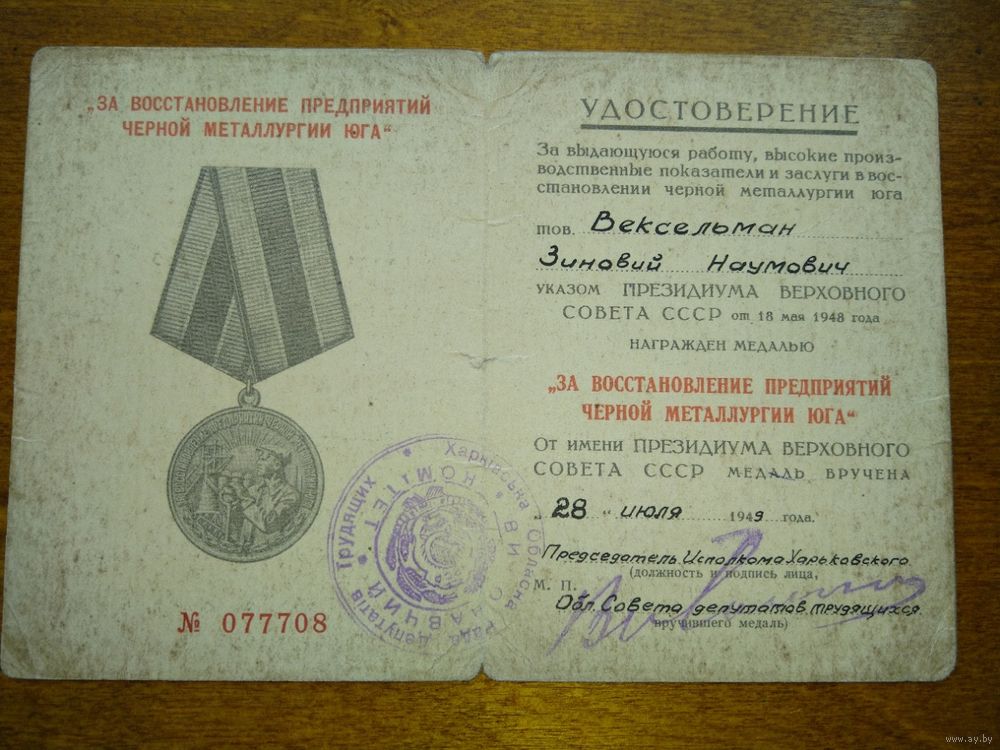 „ЗА ВОССТАНОВЛЕНИЕ ПРЕДПРИЯТИЙ
ЧЕРНОЙ МЕТАЛЛУРГИИ ЮГА“
№ 077708
Харківська Обласна Рада Депутатів Трудящих
ВИКОНАВЧИЙ КОМІТЕТ
УДОСТОВЕРЕНИЕ
За выдающуюся работу, высокие произ-
водственные показатели и заслуги в вос-
становлении черной металлургии юга
тов. Вексельман
Зиновий Наумович
указом ПРЕЗИДИУМА ВЕРХОВНОГО
СОВЕТА СССР от 18 мая 1948 года
НАГРАЖДЕН МЕДАЛЬЮ
„ЗА ВОССТАНОВЛЕНИЕ ПРЕДПРИЯТИЙ
ЧЕРНОЙ МЕТАЛЛУРГИИ ЮГА“
От имени ПРЕЗИДИУМА ВЕРХОВНОГО
СОВЕТА СССР МЕДАЛЬ ВРУЧЕНА
„28“ июля 1949 года.
Председатель Исполкома Харьковского
(должность и подпись лица,
М. П.
Обл. Совета депутатов трудящихся
вручившего медаль)
www.ay.by